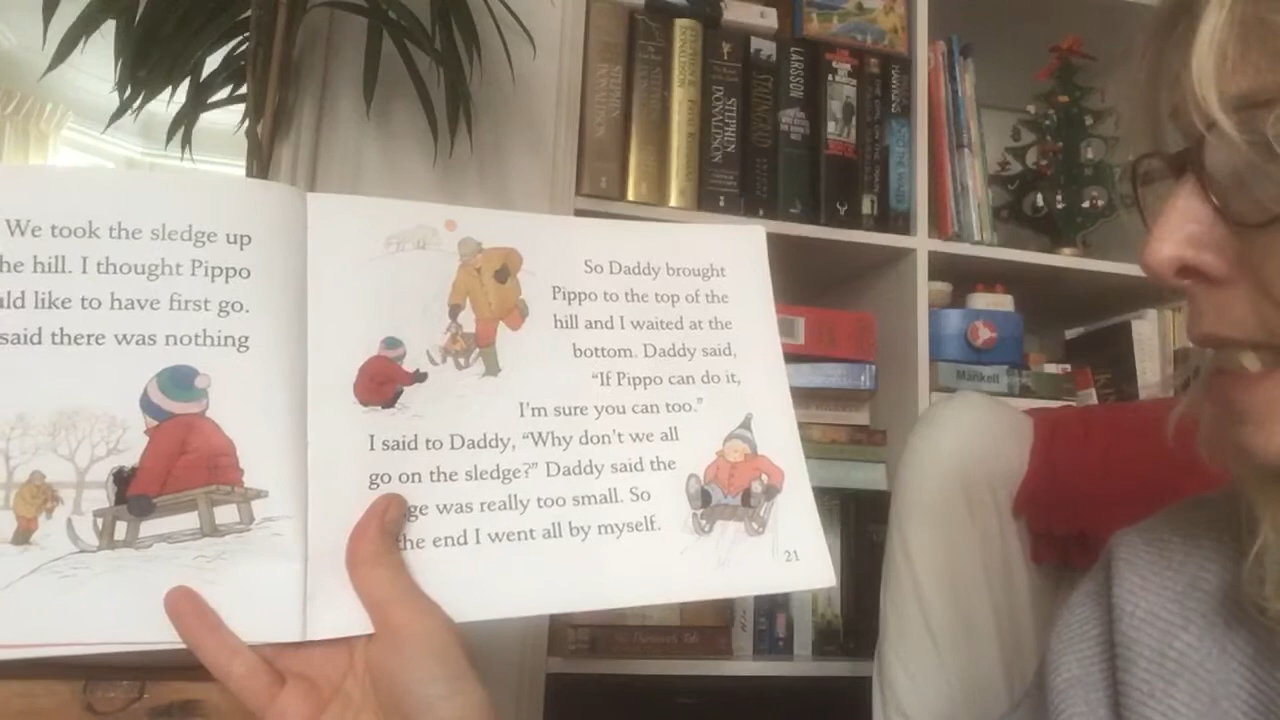 We took the sledge up
he hill. I thought Pippo
uld like to have first go.
said there was nothing
So Daddy brought
Pippo to the top of the
hill and I waited at the
bottom. Daddy said,
“If Pippo can do it,
I'm sure you can too.”
I said to Daddy, “Why don't we all
go on the sledge?” Daddy said the
ge was really too small. So
the end I went all by myself.
21
STEPHEN DONALDSON
STEPHEN DONALDSON
STALINGRAD
LARSSON
Mankell